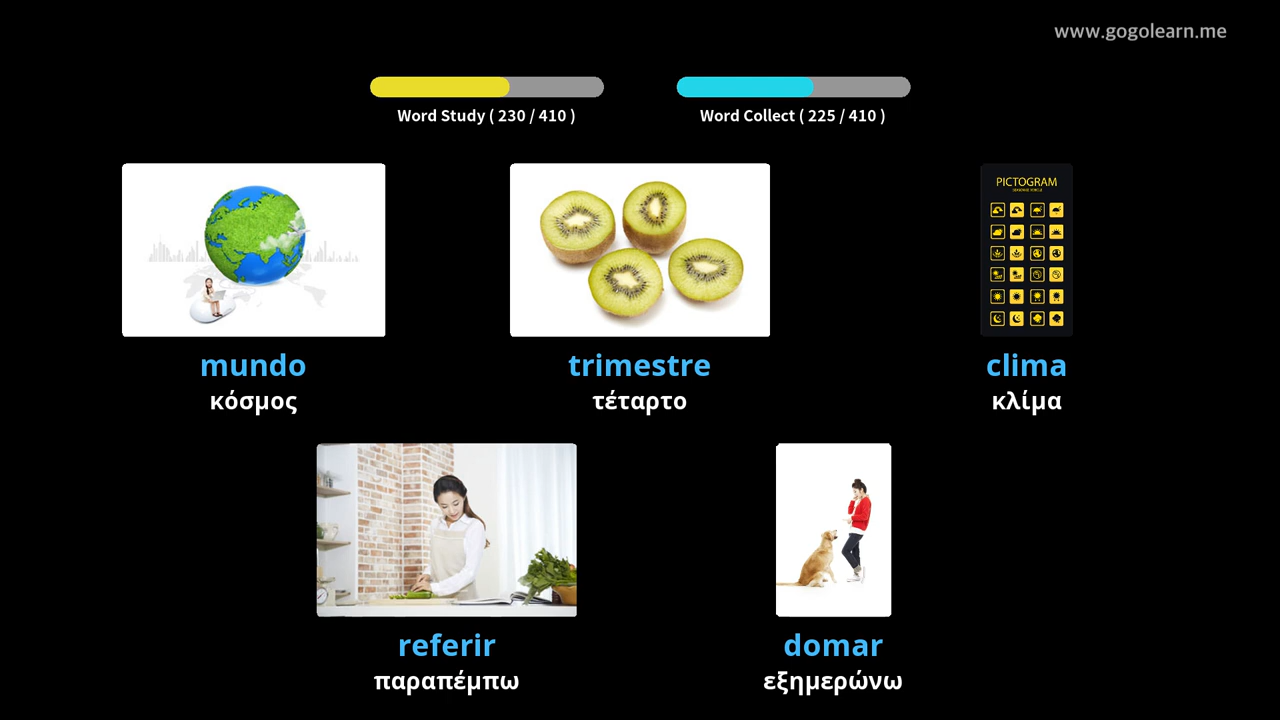 www.gogolearn.me
Word Study ( 230 / 410 )
Word Collect ( 225 / 410 )
PICTOGRAM
mundo
κόσμος
trimestre
τέταρτο
clima
κλίμα
referir
παραπέμπω
domar
εξημερώνω